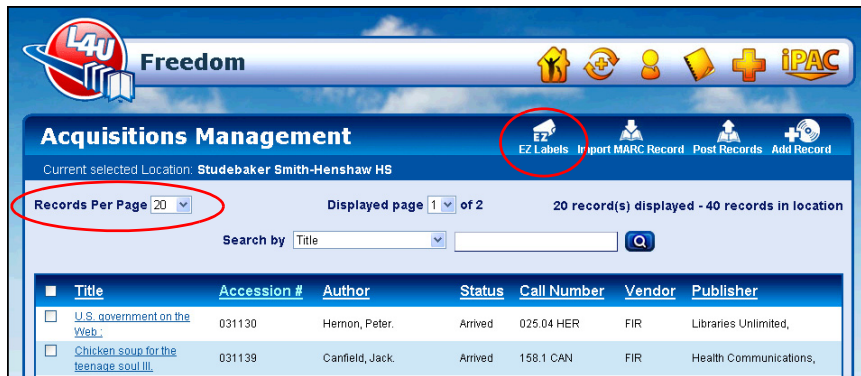 L4U
Freedom
iPAC
Acquisitions Management
EZ
EZ Labels Import MARC Record Post Records Add Record
Current selected Location: Studebaker Smith-Henshaw HS
Records Per Page 20 Displayed page 1 of 2 20 record(s) displayed - 40 records in location
Search by Title
Title Accession # Author Status Call Number Vendor Publisher
U.S. government on the
Web :
031130 Hernon, Peter. Arrived 025.04 HER FIR Libraries Unlimited,
Chicken soup for the
teenage soul III.
031139 Canfield, Jack. Arrived 158.1 CAN FIR Health Communications,